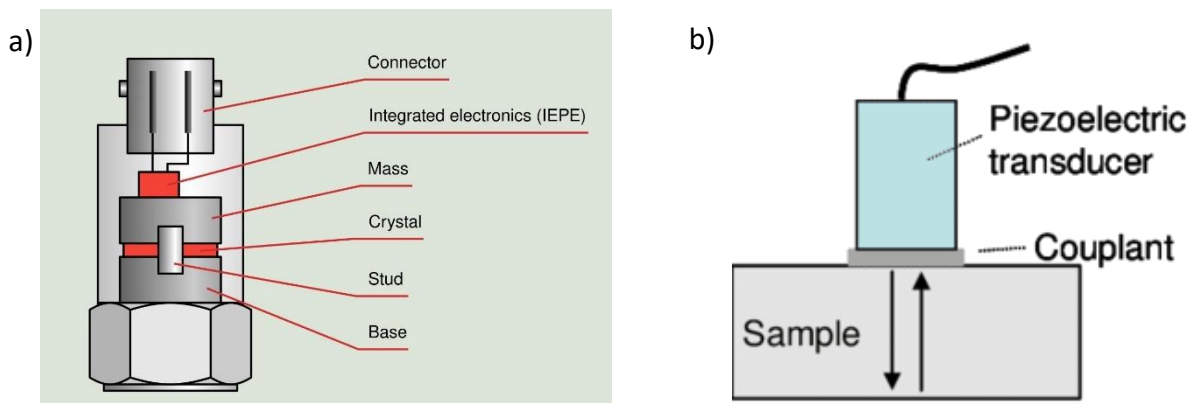 a)
Connector
Integrated electronics (IEPE)
Mass
Crystal
Stud
Base
b)
Piezoelectric
transducer
Couplant
Sample